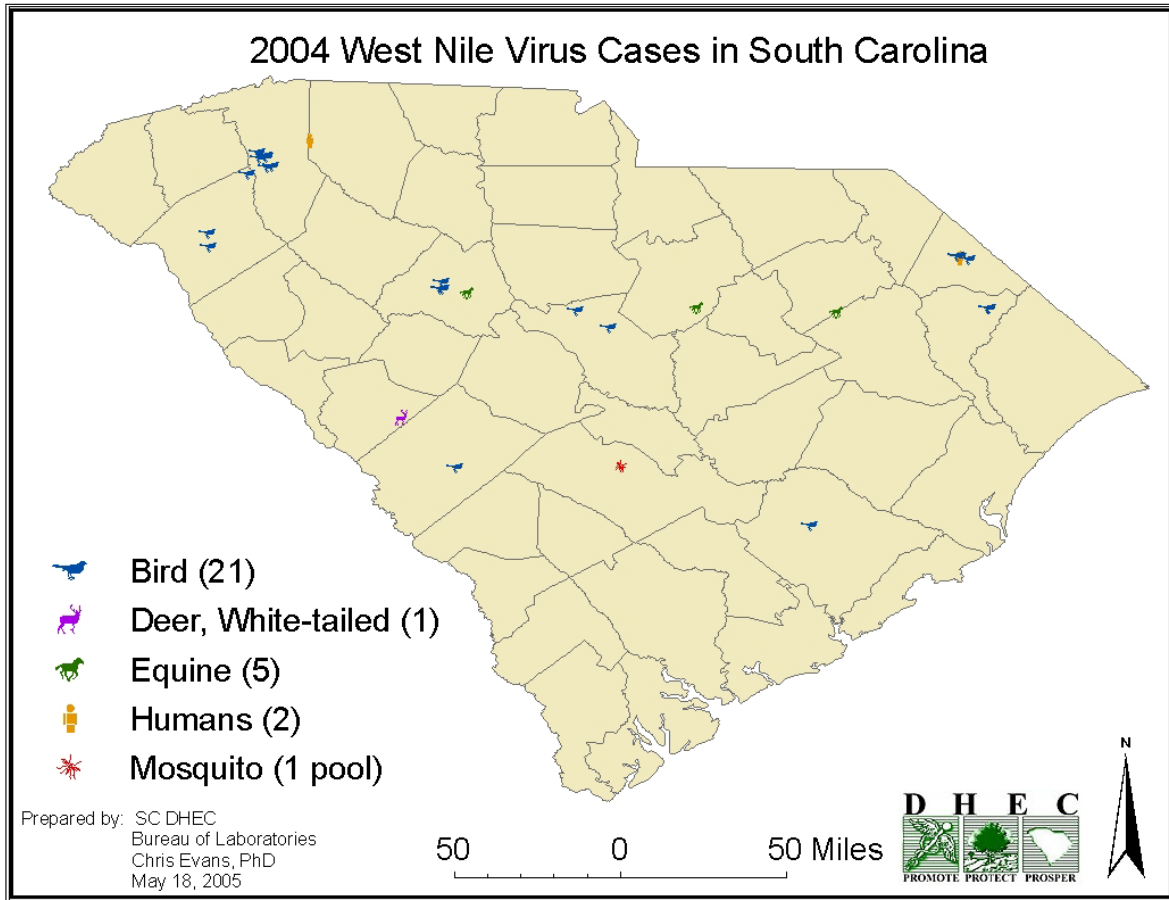 2004 West Nile Virus Cases in South Carolina
Bird (21)
Deer, White-tailed (1)
Equine (5)
Humans (2)
Mosquito (1 pool)
Prepared by: SC DHEC
Bureau of Laboratories
Chris Evans, PhD
May 18, 2005
50 0 50 Miles
D H E C
PROMOTE PROTECT PROSPER
N